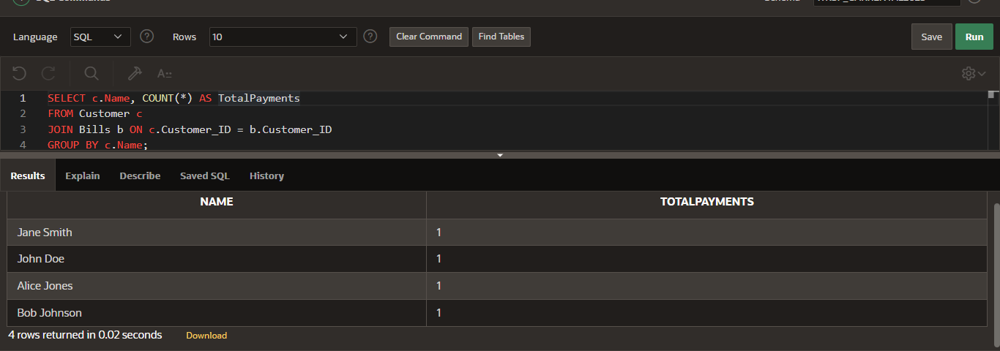 Language SQL Rows 10 Clear Command Find Tables Save Run
A
1 SELECT c.Name, COUNT(*) AS TotalPayments
2 FROM Customer c
3 JOIN Bills b ON c.Customer_ID = b.Customer_ID
4 GROUP BY c.Name;
Results Explain Describe Saved SQL History
NAME TOTALPAYMENTS
Jane Smith 1
John Doe 1
Alice Jones 1
Bob Johnson 1
4 rows returned in 0.02 seconds Download